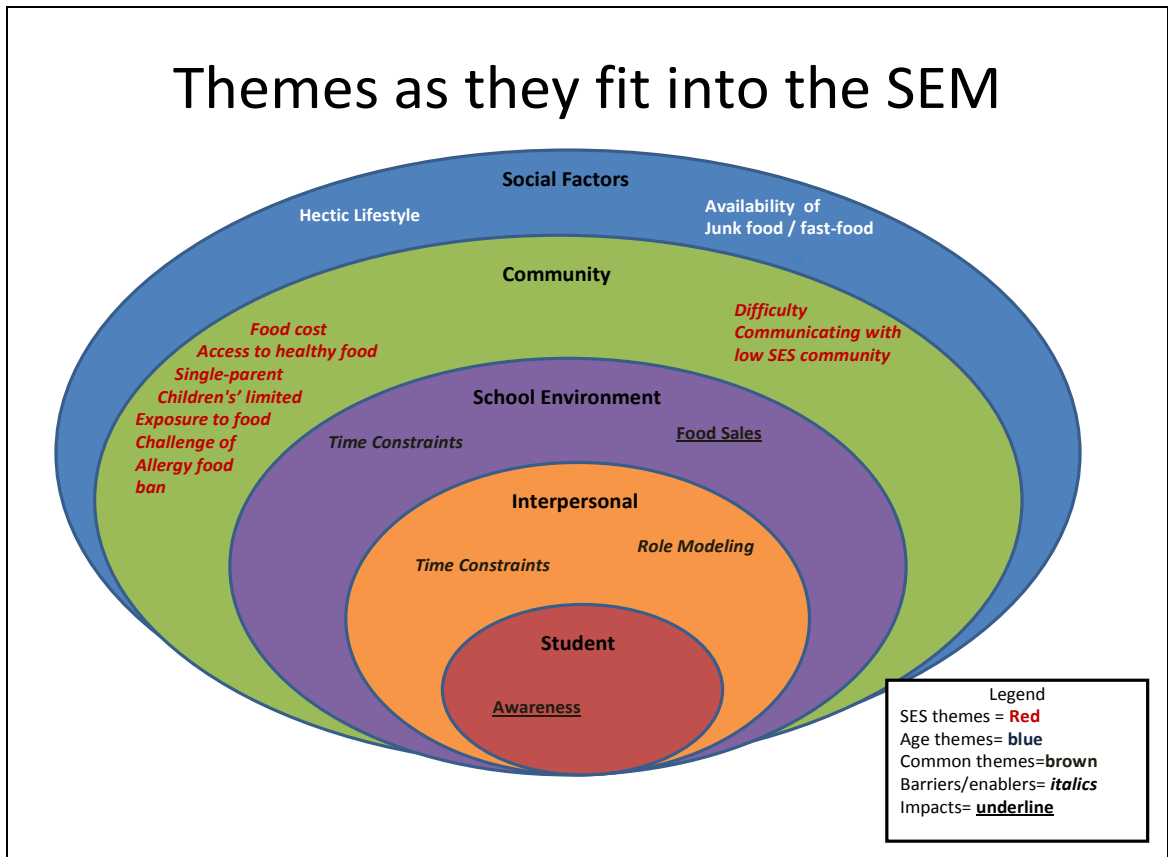 Themes as they fit into the SEM
Social Factors
Hectic Lifestyle
Availability of
Junk food / fast-food
Community
Food cost
Access to healthy food
Single-parent
Children's' limited
Exposure to food
Challenge of
Allergy food
ban
Difficulty
Communicating with
low SES community
School Environment
Time Constraints
Food Sales
Interpersonal
Time Constraints
Role Modeling
Student
Awareness
Legend
SES themes = Red
Age themes= blue
Common themes=brown
Barriers/enablers= italics
Impacts= underline